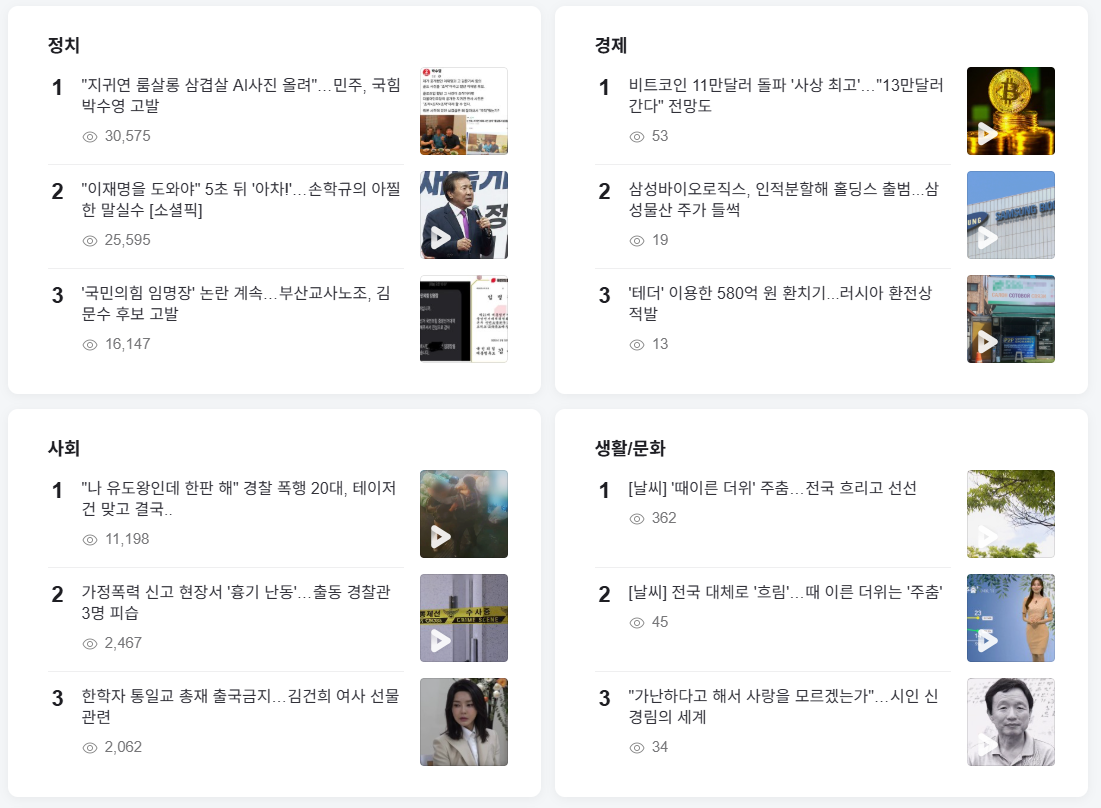 정치
1
"지귀연 룸살롱 삼겹살 AI사진 올려"…민주, 국힘
박수영 고발
30,575
2
"이재명을 도와야" 5초 뒤 '아차!'…손학규의 아찔
한 말실수 [소셜픽]
25,595
3
'국민의힘 임명장' 논란 계속…부산교사노조, 김
문수 후보 고발
16,147
경제
1
비트코인 11만달러 돌파 '사상 최고'…"13만달러
간다" 전망도
53
2
삼성바이오로직스, 인적분할해 홀딩스 출범...삼
성물산 주가 들썩
19
3
'테더' 이용한 580억 원 환치기...러시아 환전상
적발
13
사회
1
"나 유도왕인데 한판 해" 경찰 폭행 20대, 테이저
건 맞고 결국..
11,198
2
가정폭력 신고 현장서 '흉기 난동'…출동 경찰관
3명 피습
2,467
수사중
CRIME SCENE
3
한학자 통일교 총재 출국금지…김건희 여사 선물
관련
2,062
생활/문화
1
[날씨] '때이른 더위' 주춤…전국 흐리고 선선
362
2
[날씨] 전국 대체로 '흐림'…때 이른 더위는 '주춤'
45
3
"가난하다고 해서 사랑을 모르겠는가"…시인 신
경림의 세계
34